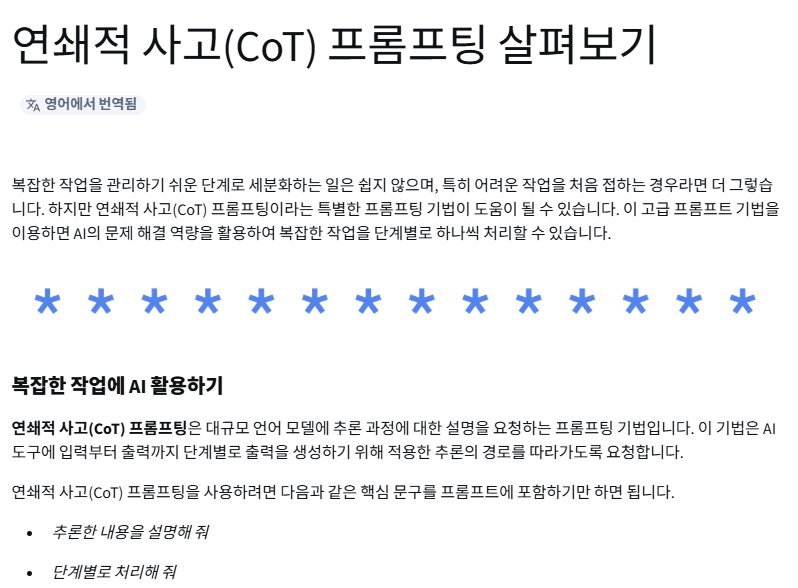 연쇄적 사고(CoT) 프롬프팅 살펴보기
영어에서 번역됨
복잡한 작업을 관리하기 쉬운 단계로 세분화하는 일은 쉽지 않으며, 특히 어려운 작업을 처음 접하는 경우라면 더 그렇습
니다. 하지만 연쇄적 사고(CoT) 프롬프팅이라는 특별한 프롬프팅 기법이 도움이 될 수 있습니다. 이 고급 프롬프트 기법을
이용하면 AI의 문제 해결 역량을 활용하여 복잡한 작업을 단계별로 하나씩 처리할 수 있습니다.
* * * * * * * * * * * * * *
복잡한 작업에 AI 활용하기
연쇄적 사고(CoT) 프롬프팅은 대규모 언어 모델에 추론 과정에 대한 설명을 요청하는 프롬프팅 기법입니다. 이 기법은 AI
도구에 입력부터 출력까지 단계별로 출력을 생성하기 위해 적용한 추론의 경로를 따라가도록 요청합니다.
연쇄적 사고(CoT) 프롬프팅을 사용하려면 다음과 같은 핵심 문구를 프롬프트에 포함하기만 하면 됩니다.
• 추론한 내용을 설명해 줘
• 단계별로 처리해 줘